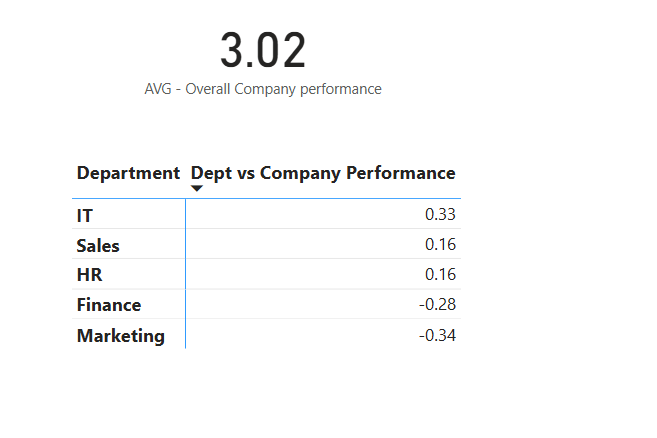 3.02
AVG - Overall Company performance
Department Dept vs Company Performance
IT 0.33
Sales 0.16
HR 0.16
Finance -0.28
Marketing -0.34